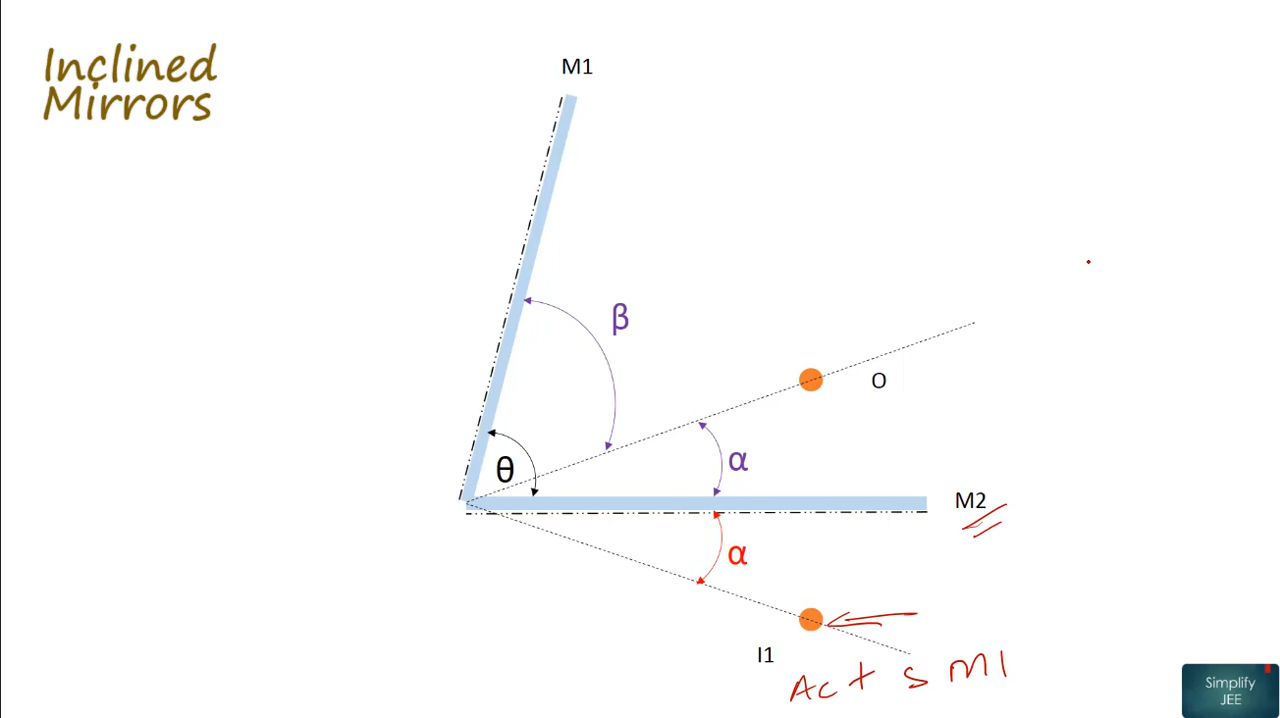 Inclined
Mirrors
M1
β
O
θ
α
M2
α
I1
Act s M1
Simplify
JEE